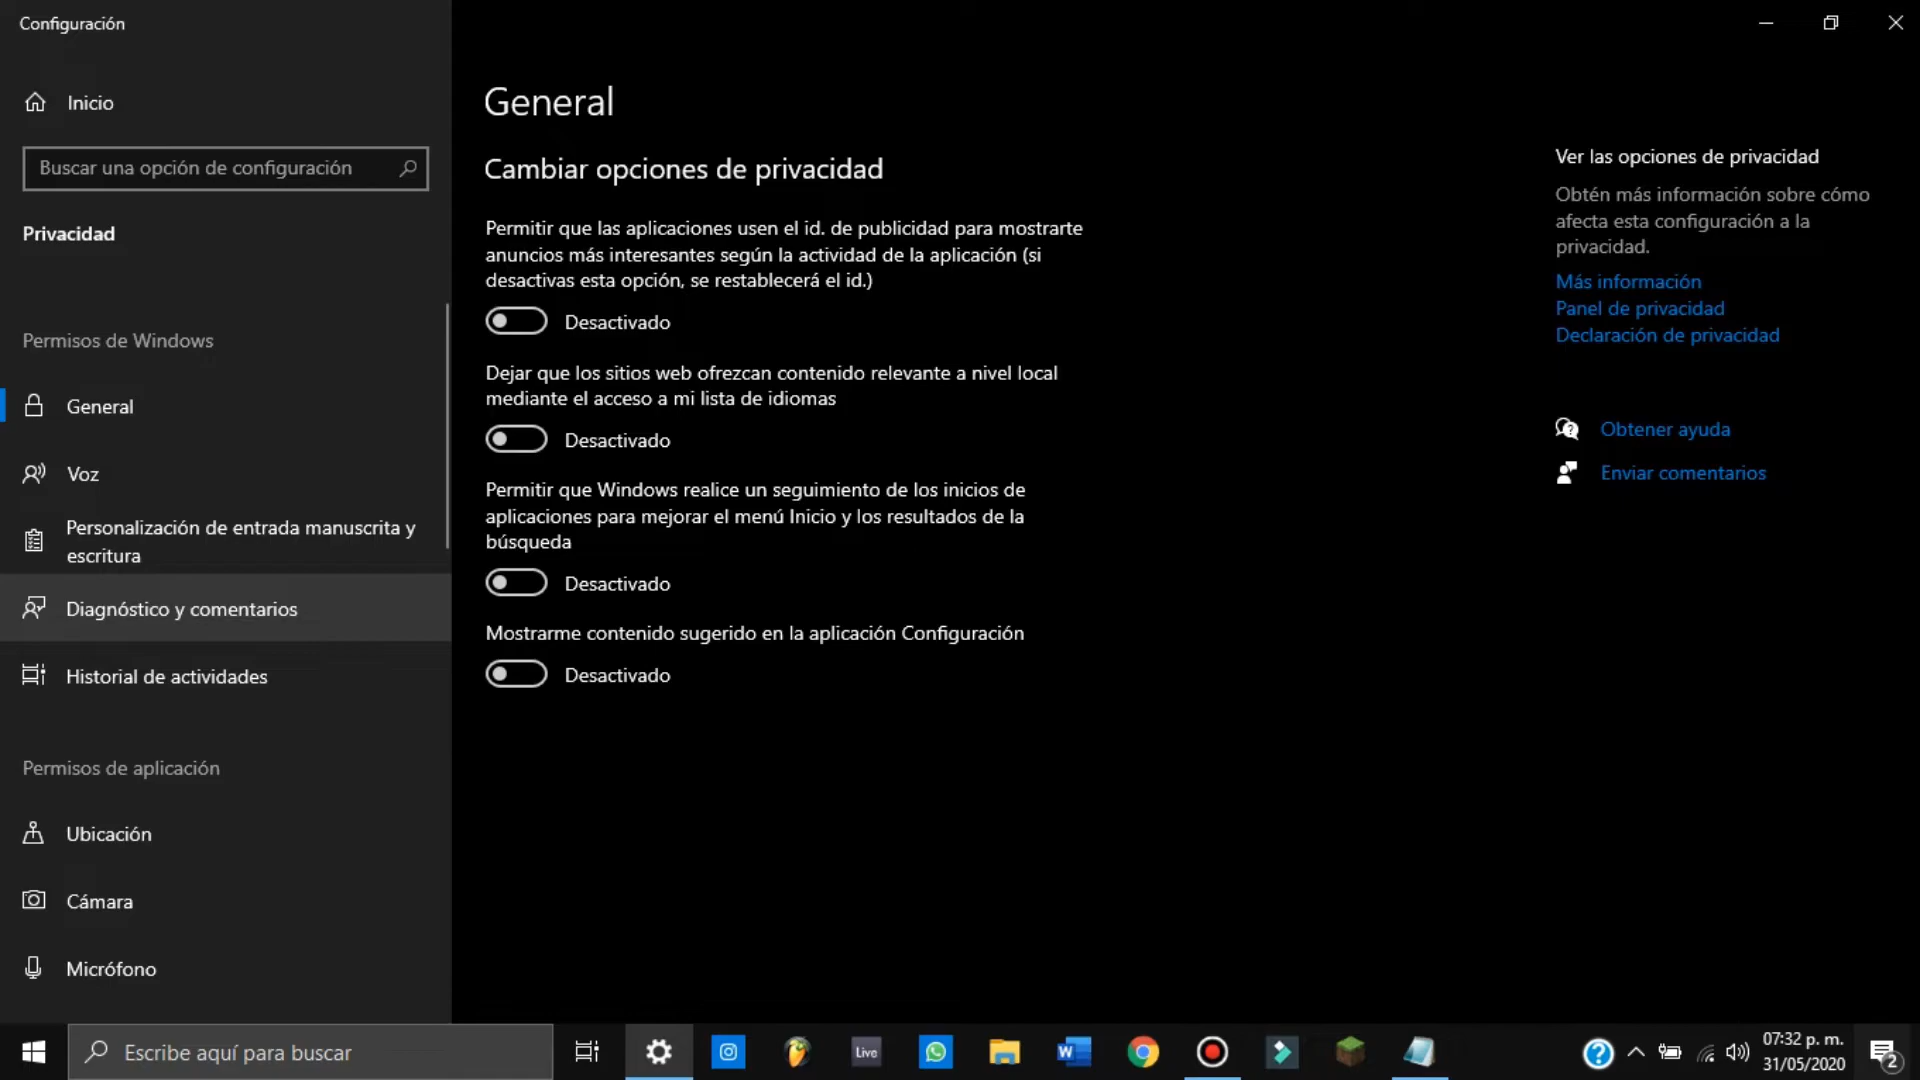 Configuración
Inicio
Buscar una opción de configuración
Privacidad
Permisos de Windows
General
Voz
Personalización de entrada manuscrita y
escritura
Diagnóstico y comentarios
Historial de actividades
Permisos de aplicación
Ubicación
Cámara
Micrófono
General
Cambiar opciones de privacidad
Permitir que las aplicaciones usen el id. de publicidad para mostrarte
anuncios más interesantes según la actividad de la aplicación (si
desactivas esta opción, se restablecerá el id.)
Desactivado
Dejar que los sitios web ofrezcan contenido relevante a nivel local
mediante el acceso a mi lista de idiomas
Desactivado
Permitir que Windows realice un seguimiento de los inicios de
aplicaciones para mejorar el menú Inicio y los resultados de la
búsqueda
Desactivado
Mostrarme contenido sugerido en la aplicación Configuración
Desactivado
Ver las opciones de privacidad
Obtén más información sobre cómo
afecta esta configuración a la
privacidad.
Más información
Panel de privacidad
Declaración de privacidad
Obtener ayuda
Enviar comentarios
Escribe aquí para buscar
Live
W
07:32 p. m.
31/05/2020
2